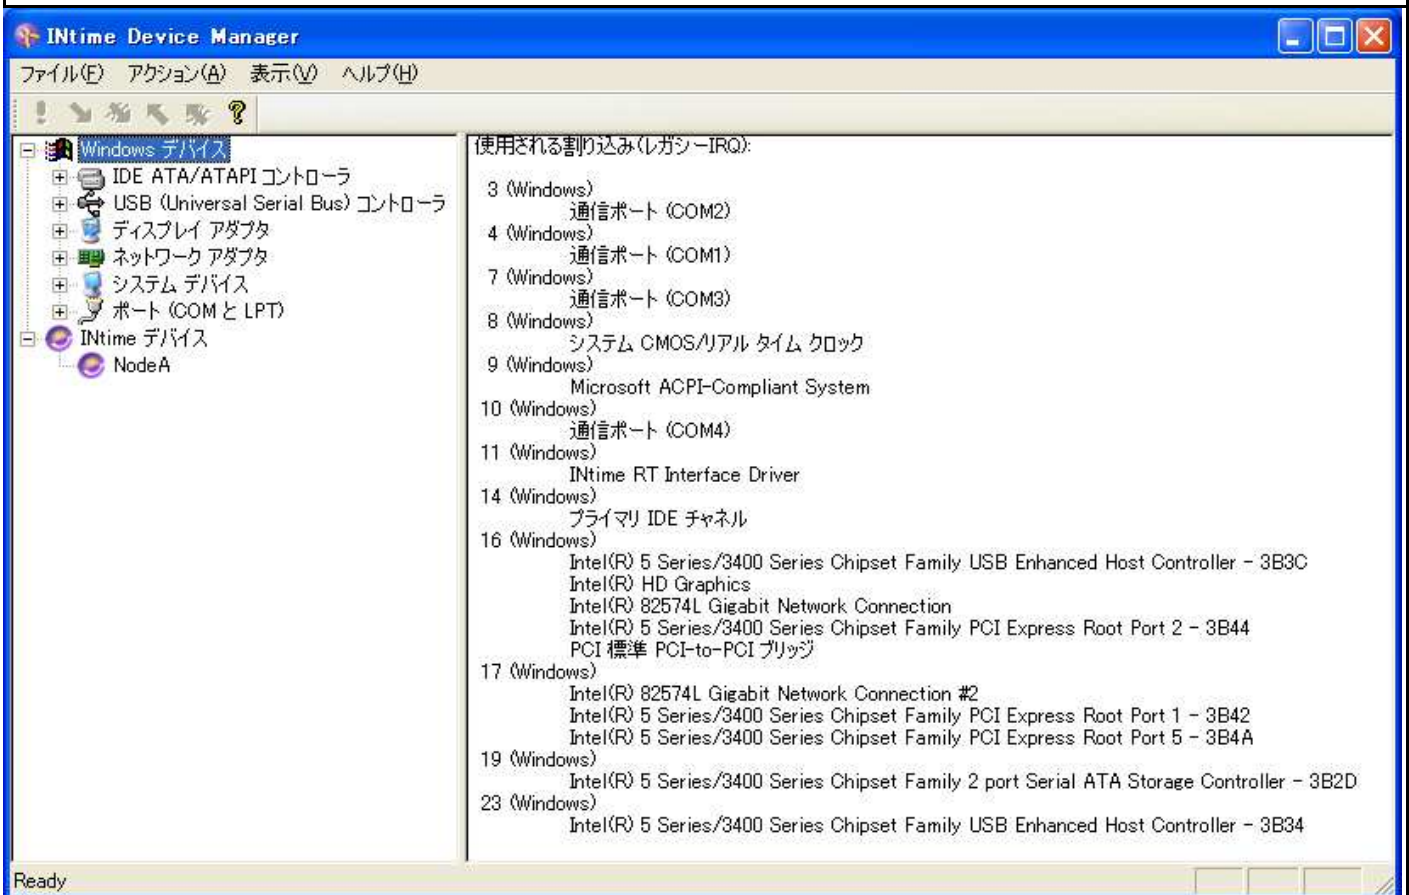 INtime Device Manager
ファイル(F) アクション(A) 表示(V) ヘルプ(H)
Windows デバイス
IDE ATA/ATAPI コントローラ
USB (Universal Serial Bus) コントローラ
ディスプレイ アダプタ
ネットワーク アダプタ
システム デバイス
ポート (COM と LPT)
INtime デバイス
NodeA
使用される割り込み(レガシーIRQ):
3 (Windows)
通信ポート (COM2)
4 (Windows)
通信ポート (COM1)
7 (Windows)
通信ポート (COM3)
8 (Windows)
システム CMOS/リアル タイム クロック
9 (Windows)
Microsoft ACPI-Compliant System
10 (Windows)
通信ポート (COM4)
11 (Windows)
INtime RT Interface Driver
14 (Windows)
プライマリ IDE チャネル
16 (Windows)
Intel(R) 5 Series/3400 Series Chipset Family USB Enhanced Host Controller - 3B3C
Intel(R) HD Graphics
Intel(R) 82574L Gigabit Network Connection
Intel(R) 5 Series/3400 Series Chipset Family PCI Express Root Port 2 - 3B44
PCI 標準 PCI-to-PCI ブリッジ
17 (Windows)
Intel(R) 82574L Gigabit Network Connection #2
Intel(R) 5 Series/3400 Series Chipset Family PCI Express Root Port 1 - 3B42
Intel(R) 5 Series/3400 Series Chipset Family PCI Express Root Port 5 - 3B4A
19 (Windows)
Intel(R) 5 Series/3400 Series Chipset Family 2 port Serial ATA Storage Controller - 3B2D
23 (Windows)
Intel(R) 5 Series/3400 Series Chipset Family USB Enhanced Host Controller - 3B34
Ready